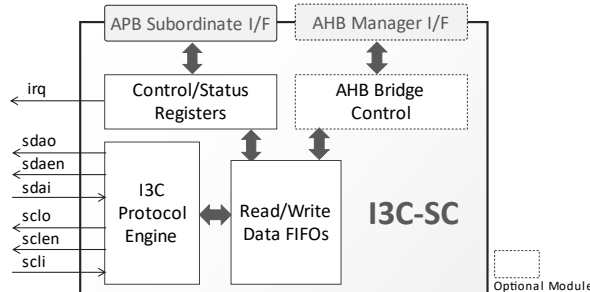 APB Subordinate I/F
AHB Manager I/F
Control/Status
Registers
AHB Bridge
Control
irq
sdao
sdaen
sdai
sclo
sclen
scli
I3C
Protocol
Engine
Read/Write
Data FIFOs
I3C-SC
Optional Module